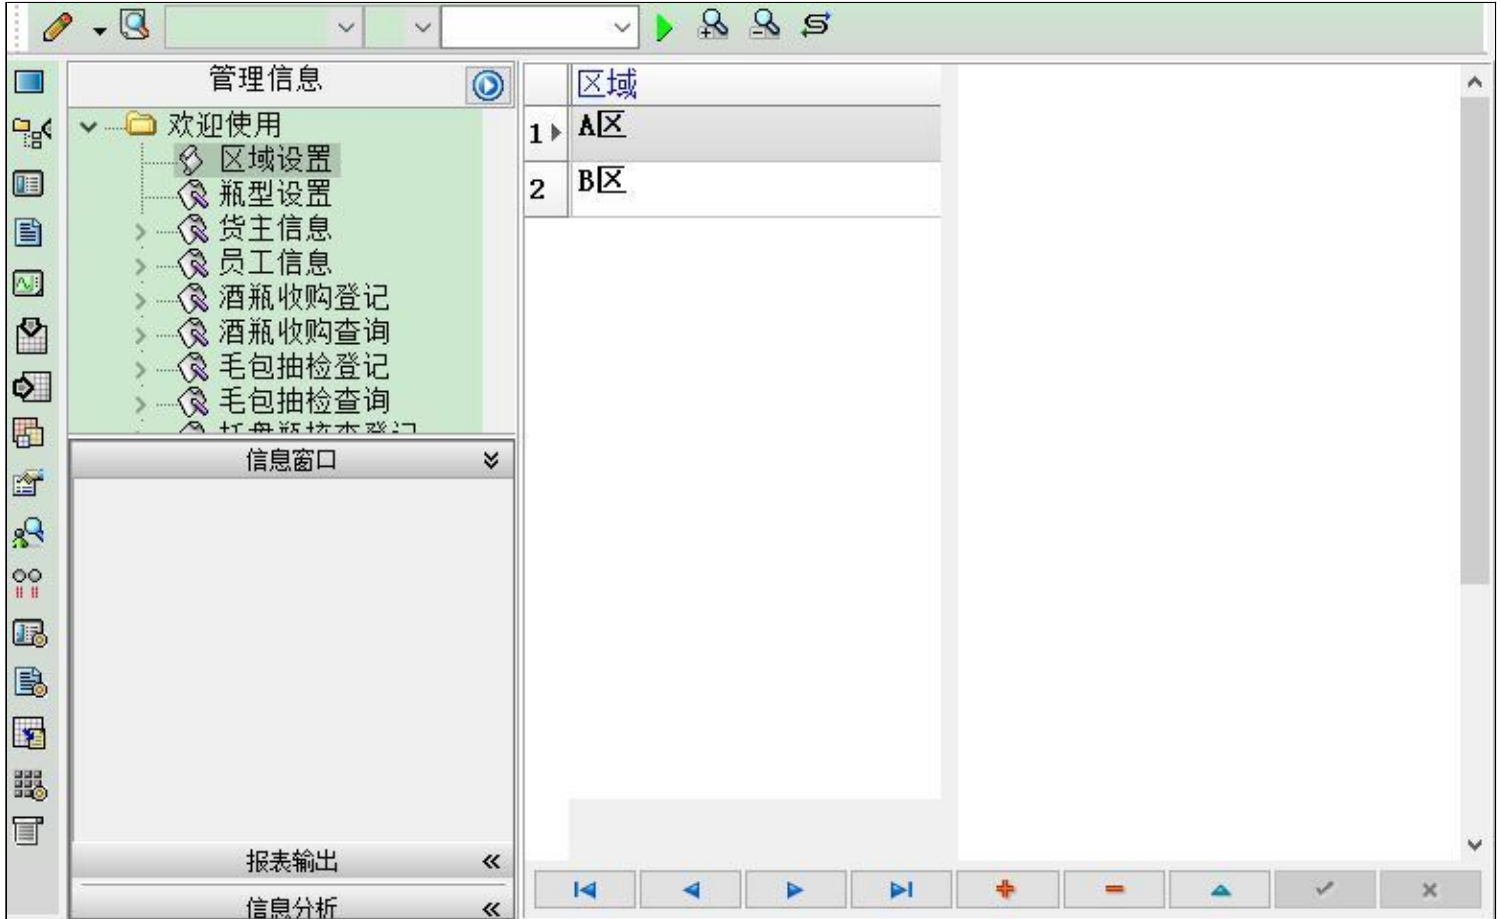 管理信息
欢迎使用
区域设置
瓶型设置
货主信息
员工信息
酒瓶收购登记
酒瓶收购查询
毛包抽检登记
毛包抽检查询
信息窗口
报表输出
信息分析
区域
1 A区
2 B区